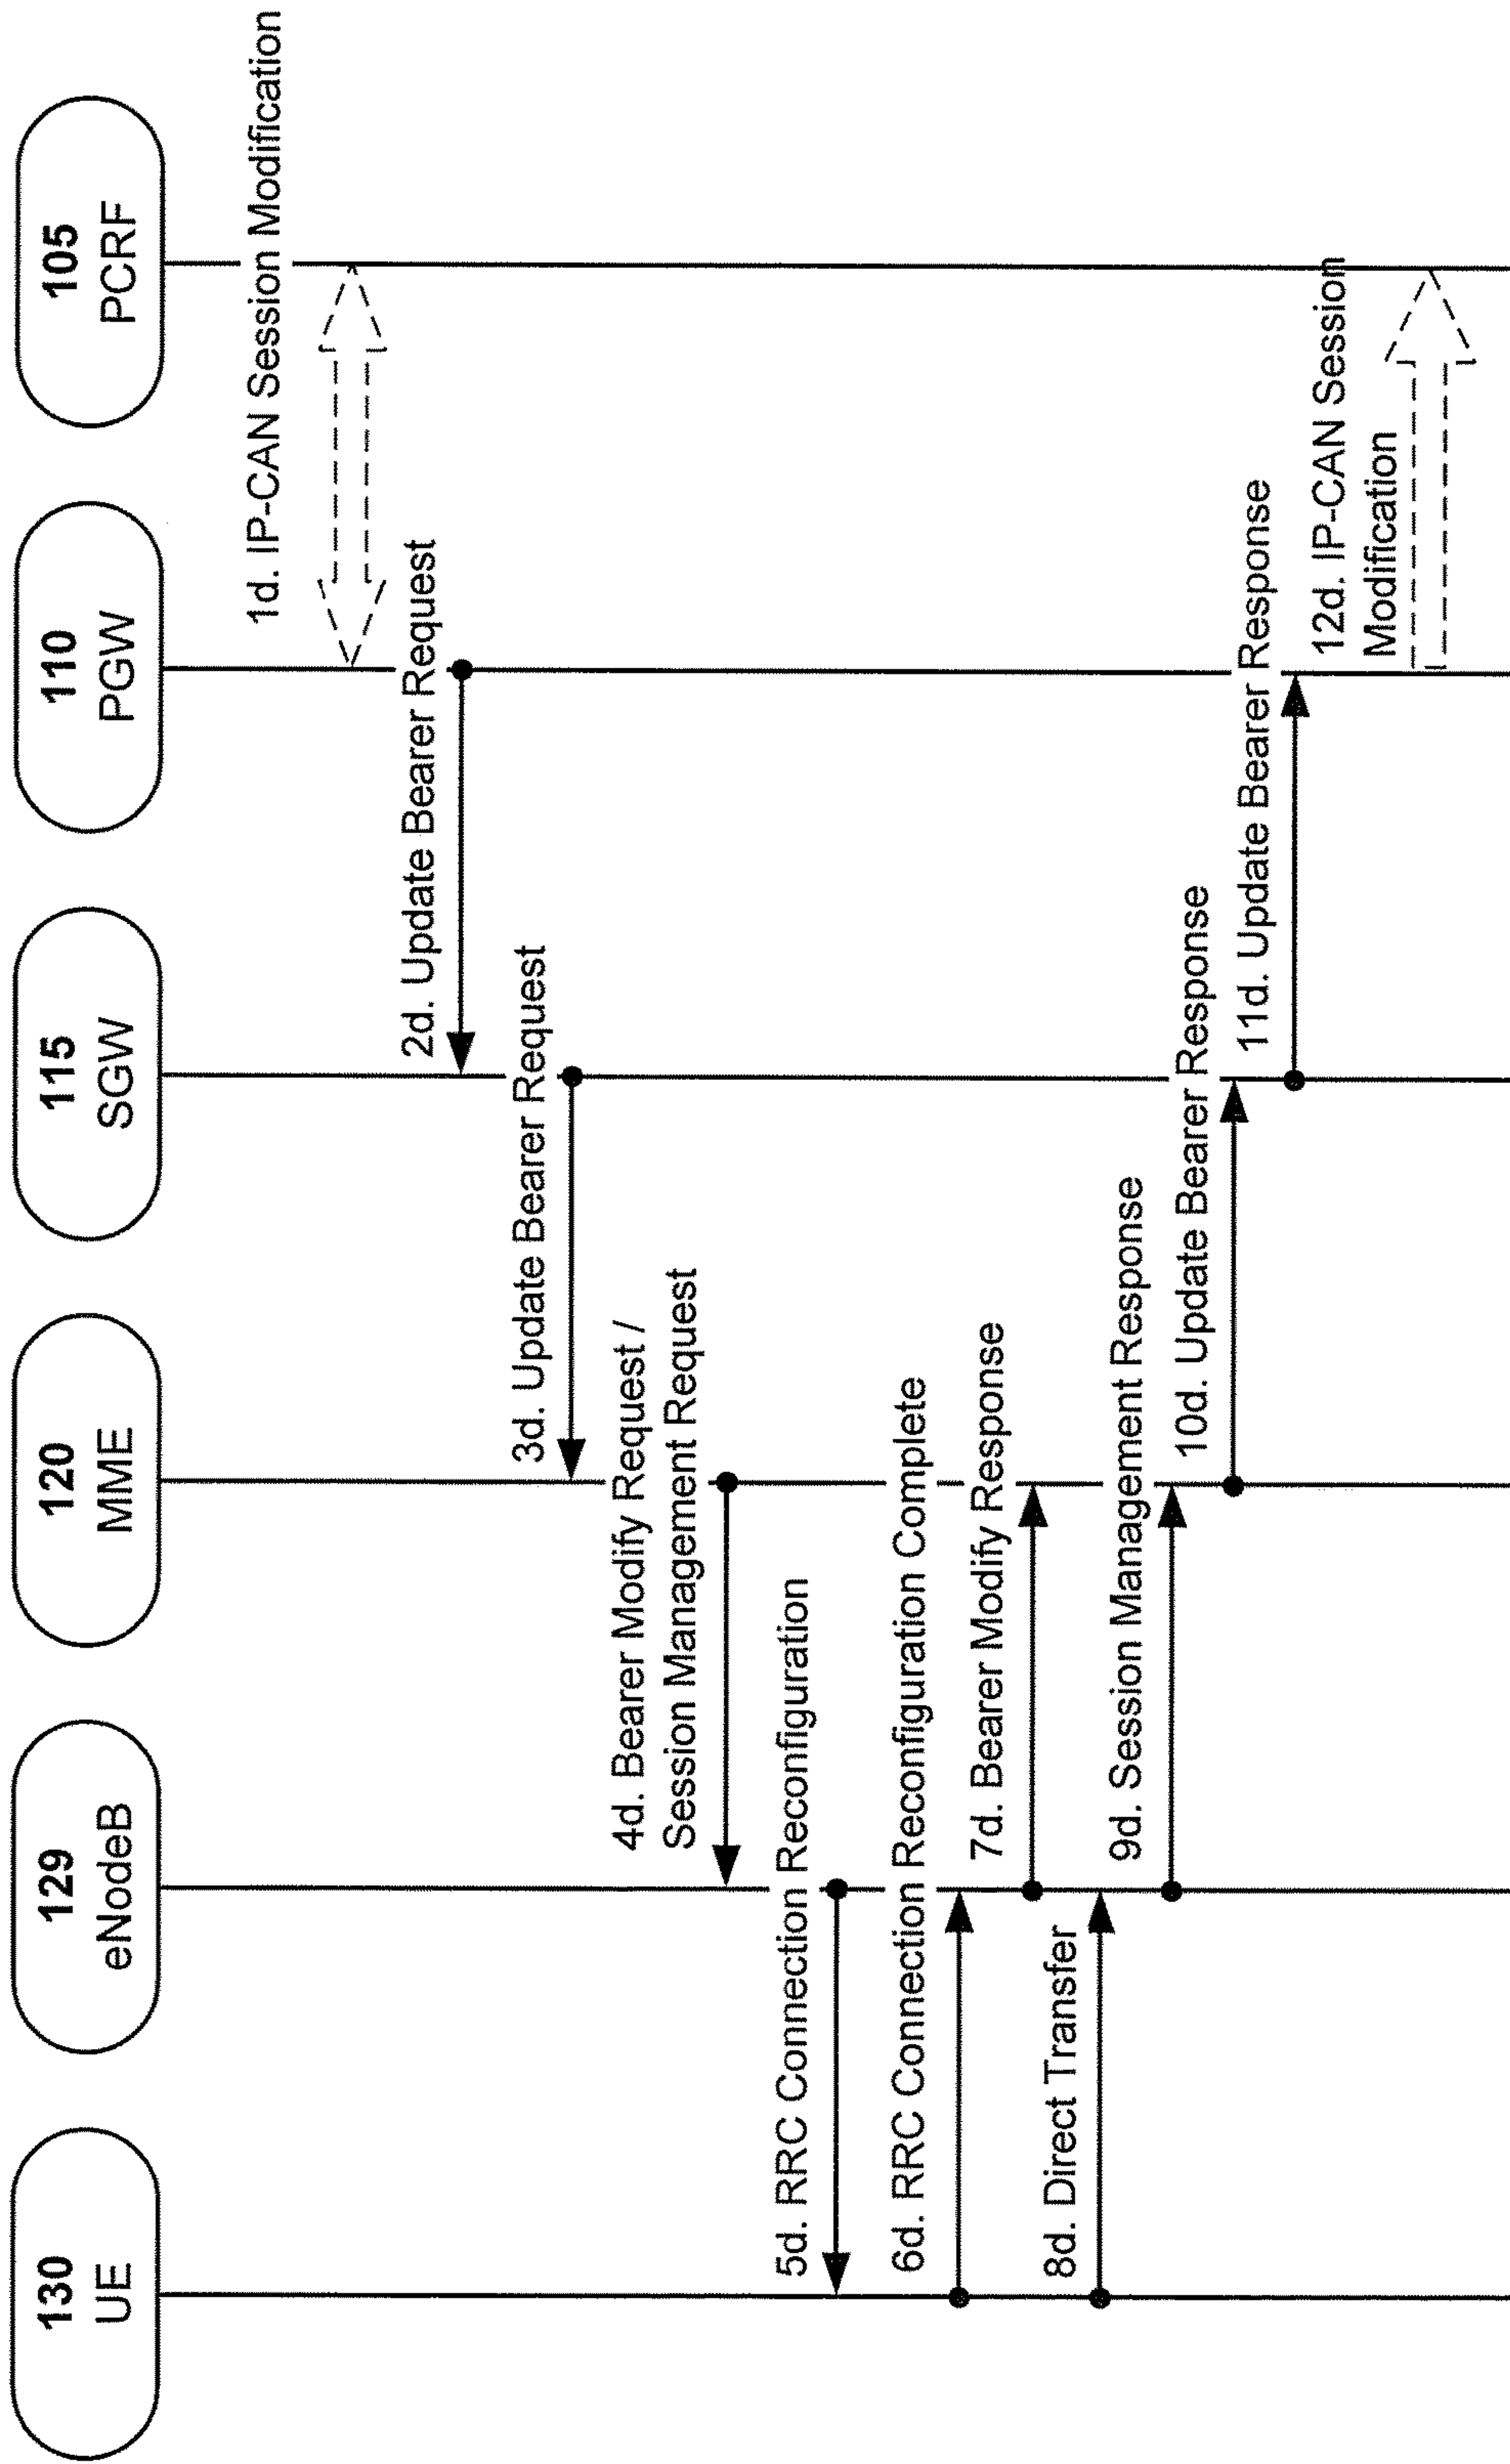 130
UE
129
eNodeB
120
MME
115
SGW
110
PGW
105
PCRF
1d. IP-CAN Session Modification
2d. Update Bearer Request
3d. Update Bearer Request
4d. Bearer Modify Request /
Session Management Request
5d. RRC Connection Reconfiguration
6d. RRC Connection Reconfiguration Complete
7d. Bearer Modify Response
8d. Direct Transfer
9d. Session Management Response
10d. Update Bearer Response
11d. Update Bearer Response
12d. IP-CAN Session
Modification